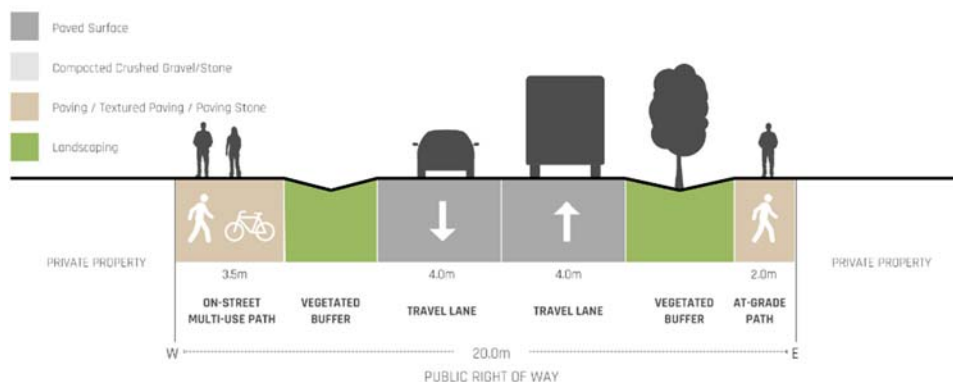 Paved Surface
Compacted Crushed Gravel/Stone
Paving / Textured Paving / Paving Stone
Landscaping
PRIVATE PROPERTY
PRIVATE PROPERTY
3.5m
4.0m
4.0m
2.0m
ON-STREET
MULTI-USE PATH
VEGETATED
BUFFER
TRAVEL LANE
TRAVEL LANE
VEGETATED
BUFFER
AT-GRADE
PATH
W
20.0m
E
PUBLIC RIGHT OF WAY